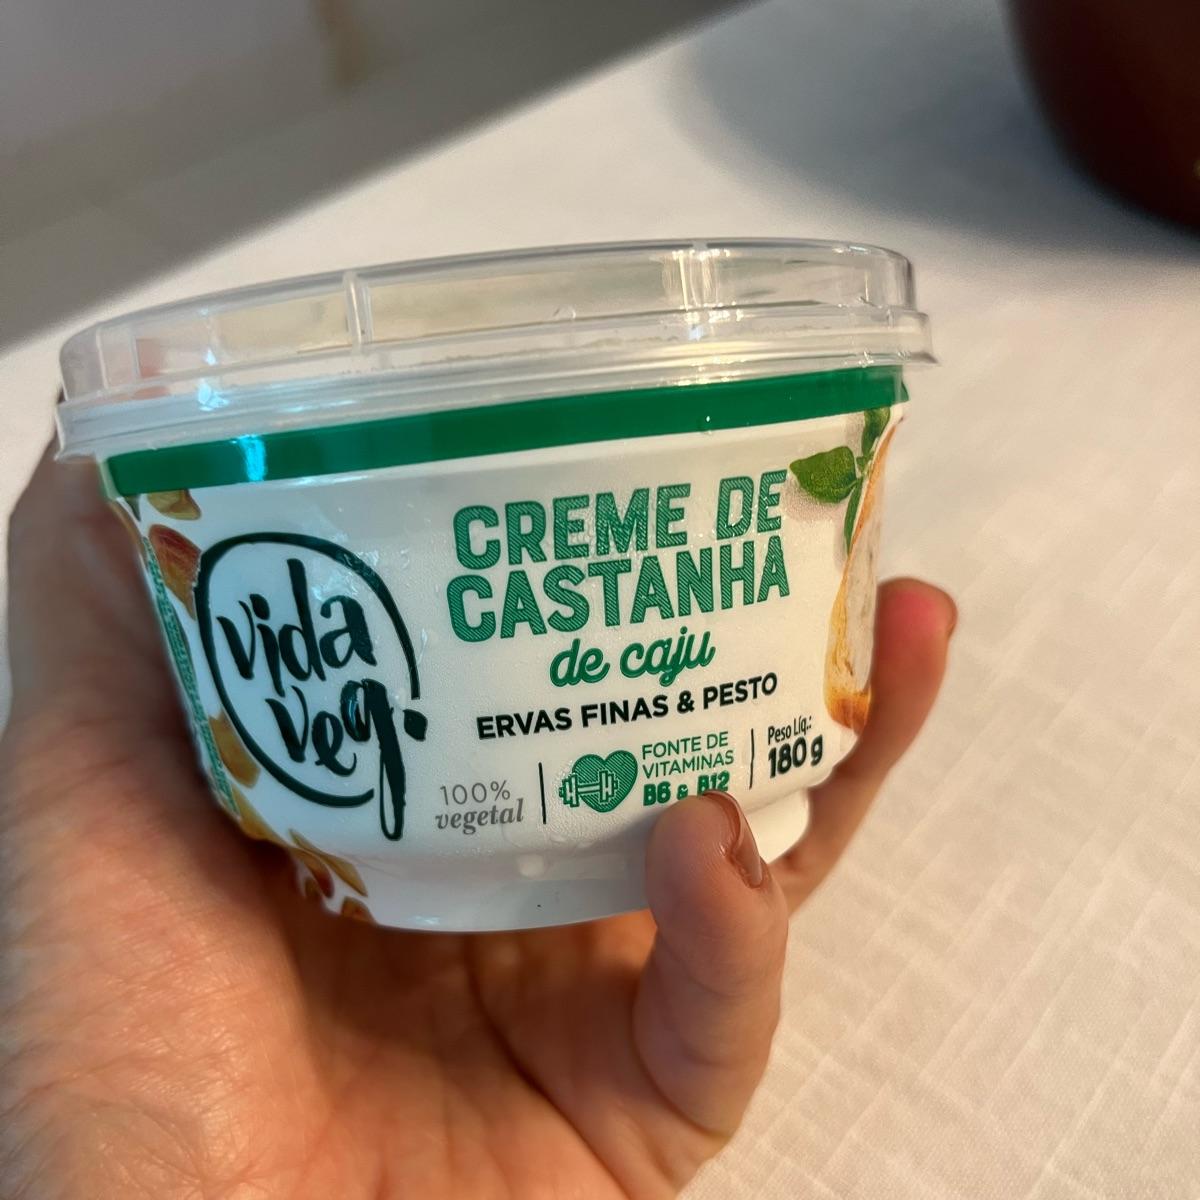 vida
veg.
CREME DE
CASTANHA
de caju
ERVAS FINAS & PESTO
100%
vegetal
FONTE DE
VITAMINAS
B6 & B12
Peso Líq.:
180 g